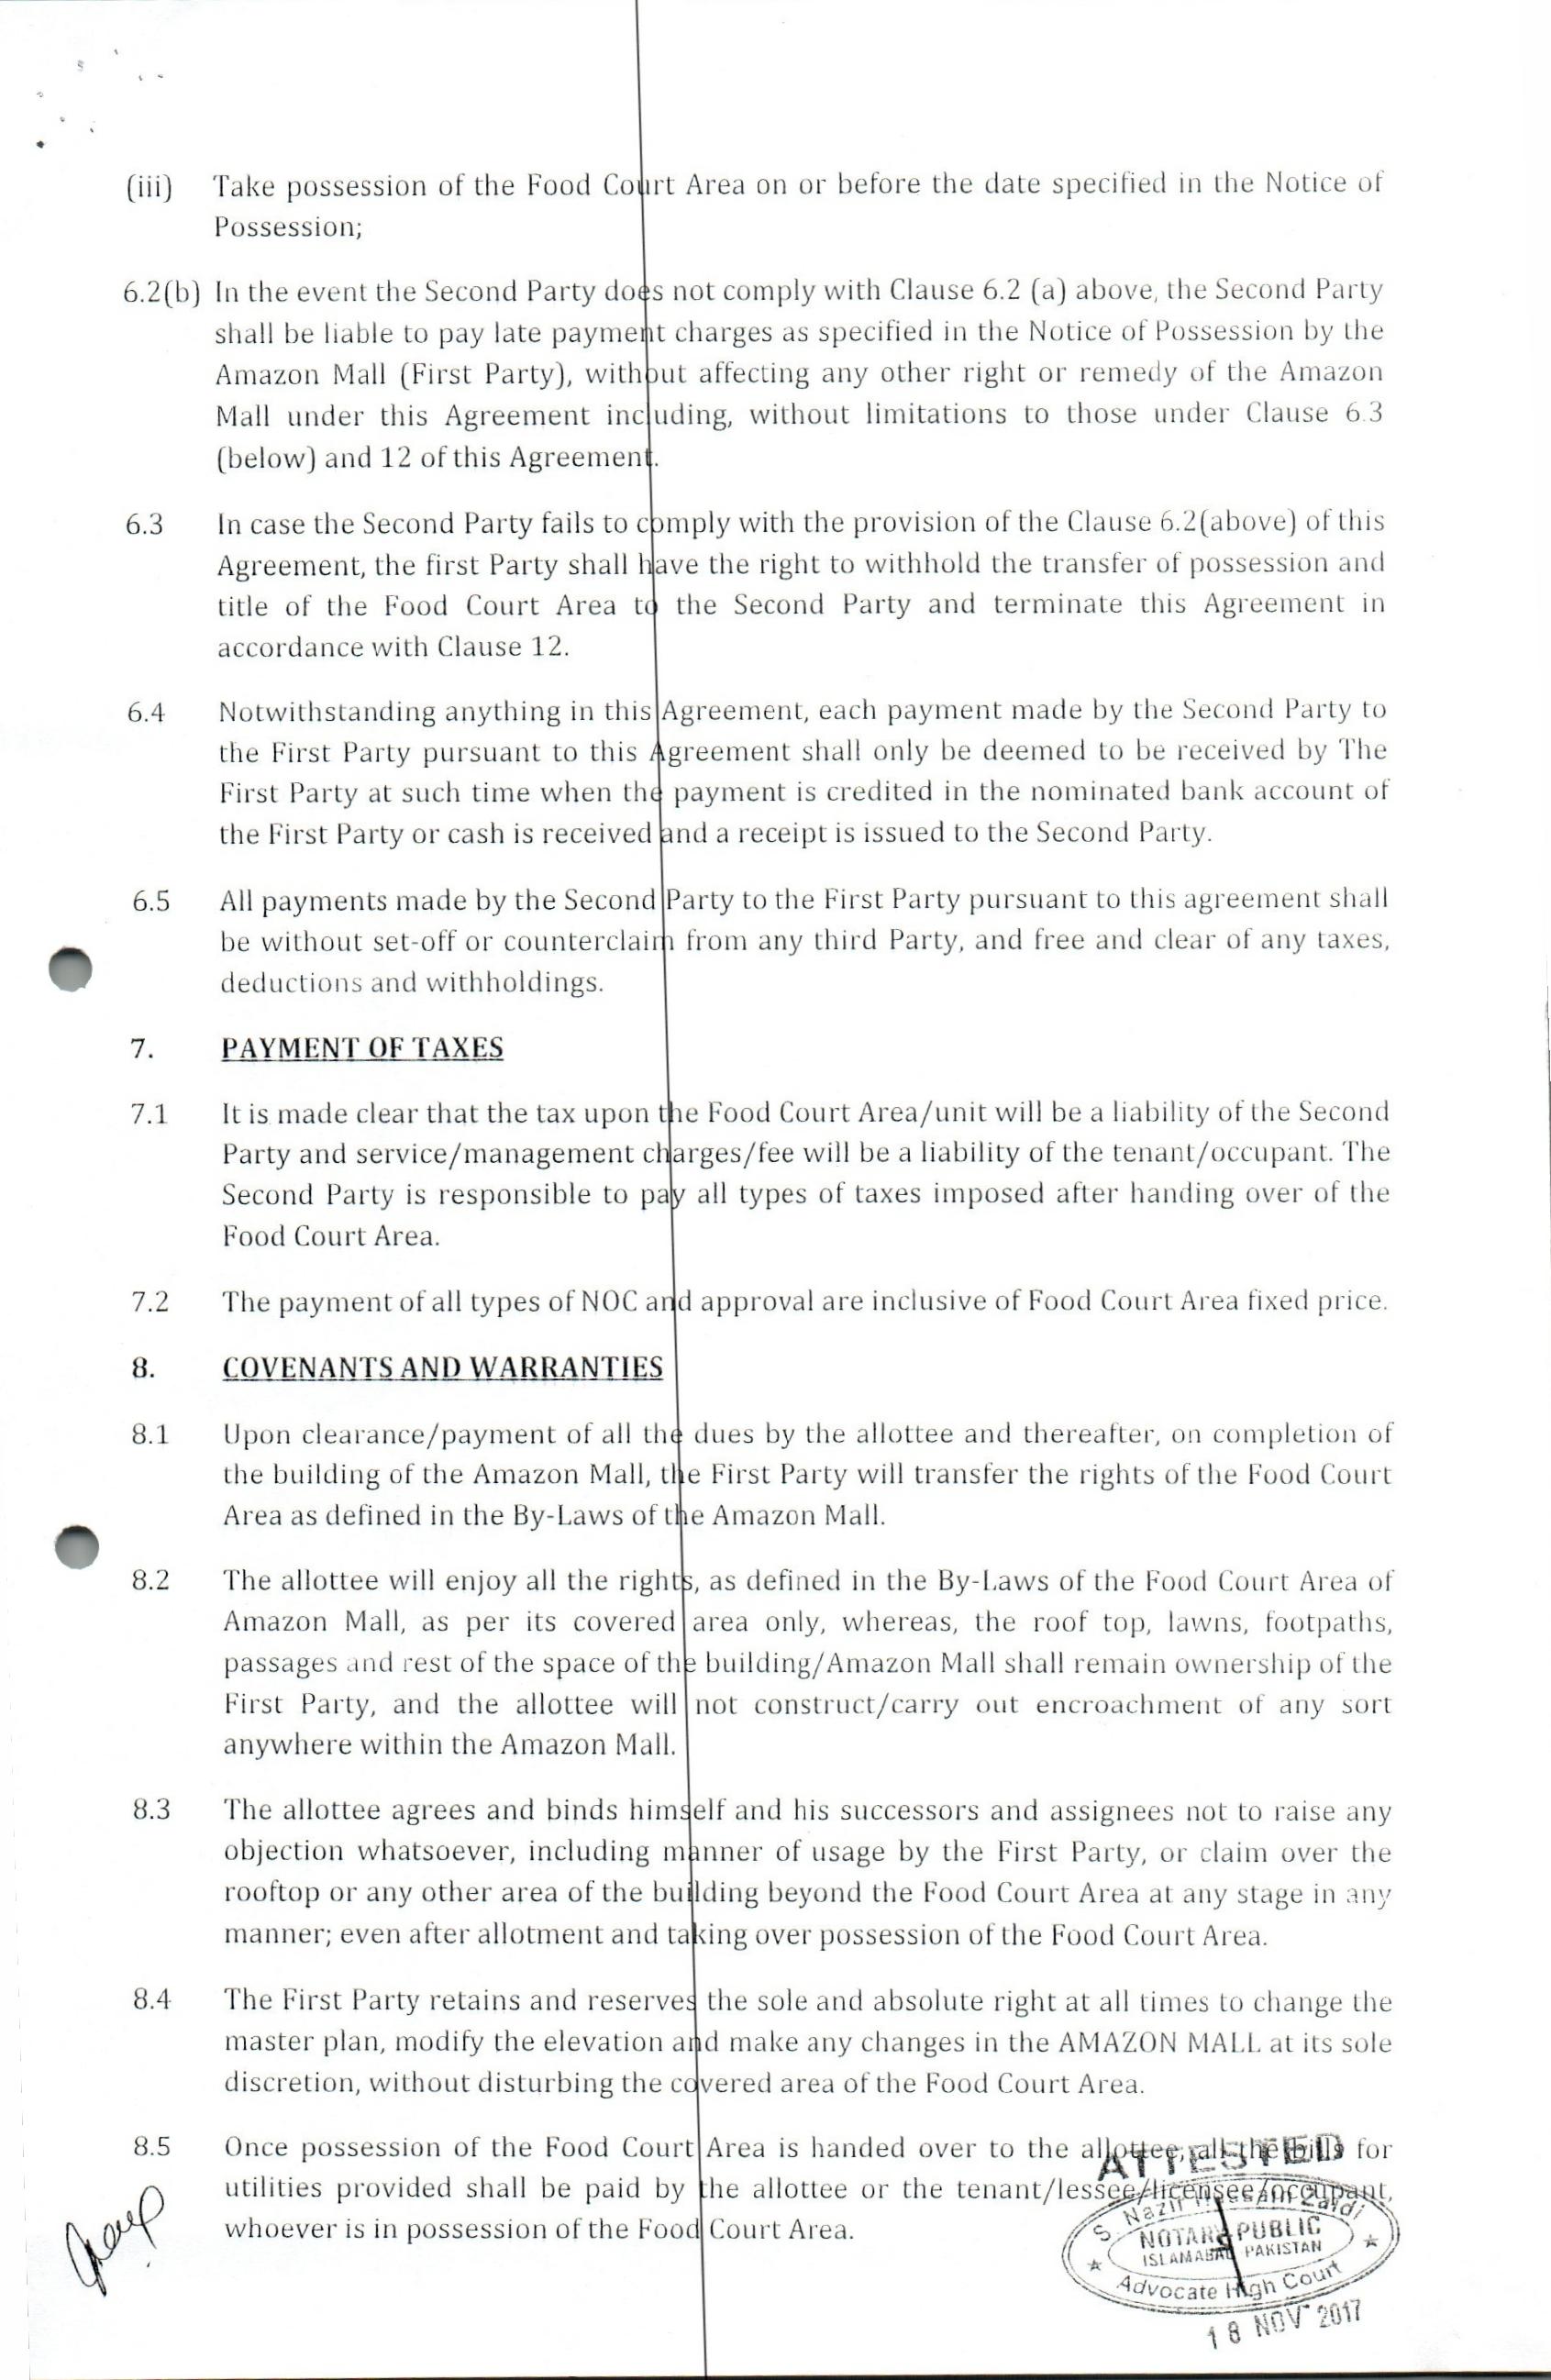 (iii) Take possession of the Food Court Area on or before the date specified in the Notice of
Possession;
6.2(b) In the event the Second Party does not comply with Clause 6.2 (a) above, the Second Party
shall be liable to pay late payment charges as specified in the Notice of Possession by the
Amazon Mall (First Party), without affecting any other right or remedy of the Amazon
Mall under this Agreement including, without limitations to those under Clause 6.3
(below) and 12 of this Agreement.
6.3 In case the Second Party fails to comply with the provision of the Clause 6.2(above) of this
Agreement, the first Party shall have the right to withhold the transfer of possession and
title of the Food Court Area to the Second Party and terminate this Agreement in
accordance with Clause 12.
6.4 Notwithstanding anything in this Agreement, each payment made by the Second Party to
the First Party pursuant to this Agreement shall only be deemed to be received by The
First Party at such time when the payment is credited in the nominated bank account of
the First Party or cash is received and a receipt is issued to the Second Party.
6.5 All payments made by the Second Party to the First Party pursuant to this agreement shall
be without set-off or counterclaim from any third Party, and free and clear of any taxes,
deductions and withholdings.
7. PAYMENT OF TAXES
7.1 It is made clear that the tax upon the Food Court Area/unit will be a liability of the Second
Party and service/management charges/fee will be a liability of the tenant/occupant. The
Second Party is responsible to pay all types of taxes imposed after handing over of the
Food Court Area.
7.2 The payment of all types of NOC and approval are inclusive of Food Court Area fixed price.
8. COVENANTS AND WARRANTIES
8.1 Upon clearance/payment of all the dues by the allottee and thereafter, on completion of
the building of the Amazon Mall, the First Party will transfer the rights of the Food Court
Area as defined in the By-Laws of the Amazon Mall.
8.2 The allottee will enjoy all the rights, as defined in the By-Laws of the Food Court Area of
Amazon Mall, as per its covered area only, whereas, the roof top, lawns, footpaths,
passages and rest of the space of the building/Amazon Mall shall remain ownership of the
First Party, and the allottee will not construct/carry out encroachment of any sort
anywhere within the Amazon Mall.
8.3 The allottee agrees and binds himself and his successors and assignees not to raise any
objection whatsoever, including manner of usage by the First Party, or claim over the
rooftop or any other area of the building beyond the Food Court Area at any stage in any
manner; even after allotment and taking over possession of the Food Court Area.
8.4 The First Party retains and reserves the sole and absolute right at all times to change the
master plan, modify the elevation and make any changes in the AMAZON MALL at its sole
discretion, without disturbing the covered area of the Food Court Area.
8.5 Once possession of the Food Court Area is handed over to the allottee, all the bills for
utilities provided shall be paid by the allottee or the tenant/lessee/licensee/occupant,
whoever is in possession of the Food Court Area.
ATTESTED
S. Nazir Hussain Zaidi
NOTARY PUBLIC
ISLAMABAD PAKISTAN
Advocate High Court
18 NOV 2017